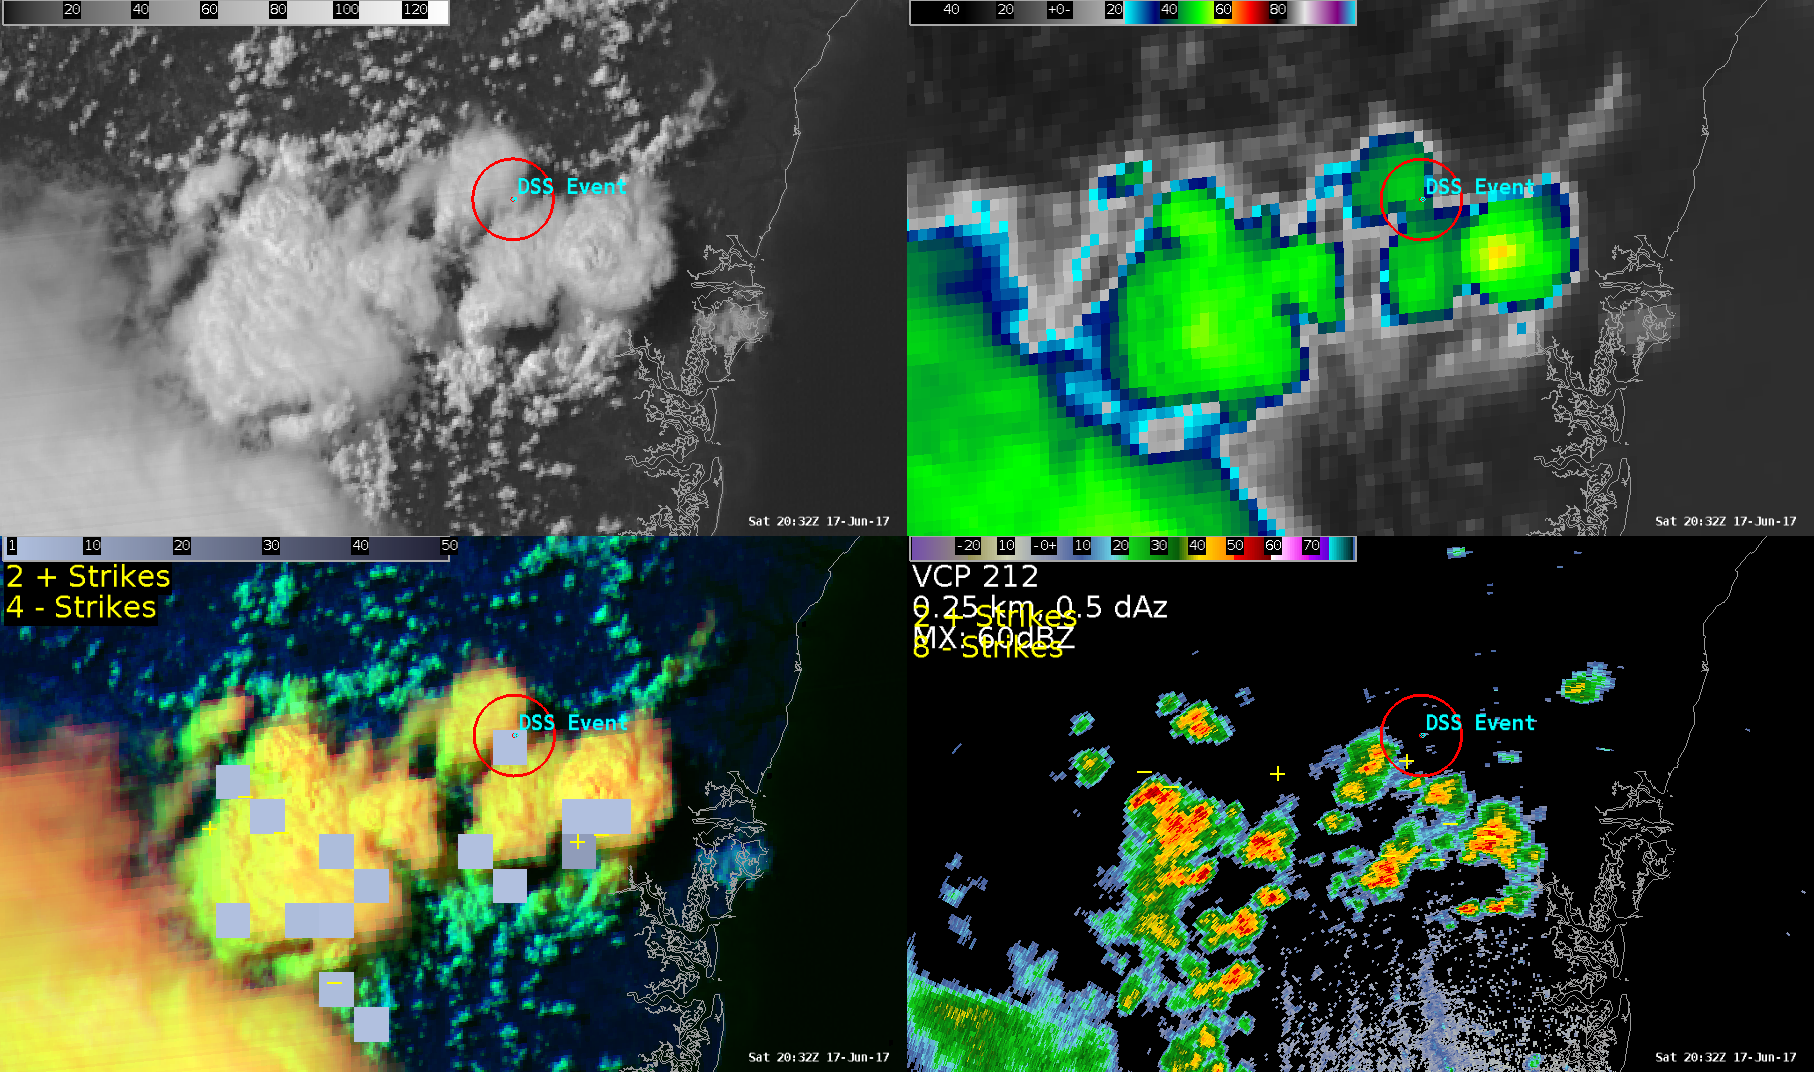 20 40 60 80 100 120
40 20 +0- 20 40 60 80
DSS Event
DSS Event
Sat 20:32Z 17-Jun-17
Sat 20:32Z 17-Jun-17
1 10 20 30 40 50
-20 10 -0+ 10 20 30 40 50 60 70
2 + Strikes
4 - Strikes
VCP 212
0.25 km, 0.5 dAz
2 + Strikes
MX: 60dBZ
8 - Strikes
DSS Event
DSS Event
Sat 20:32Z 17-Jun-17
Sat 20:32Z 17-Jun-17